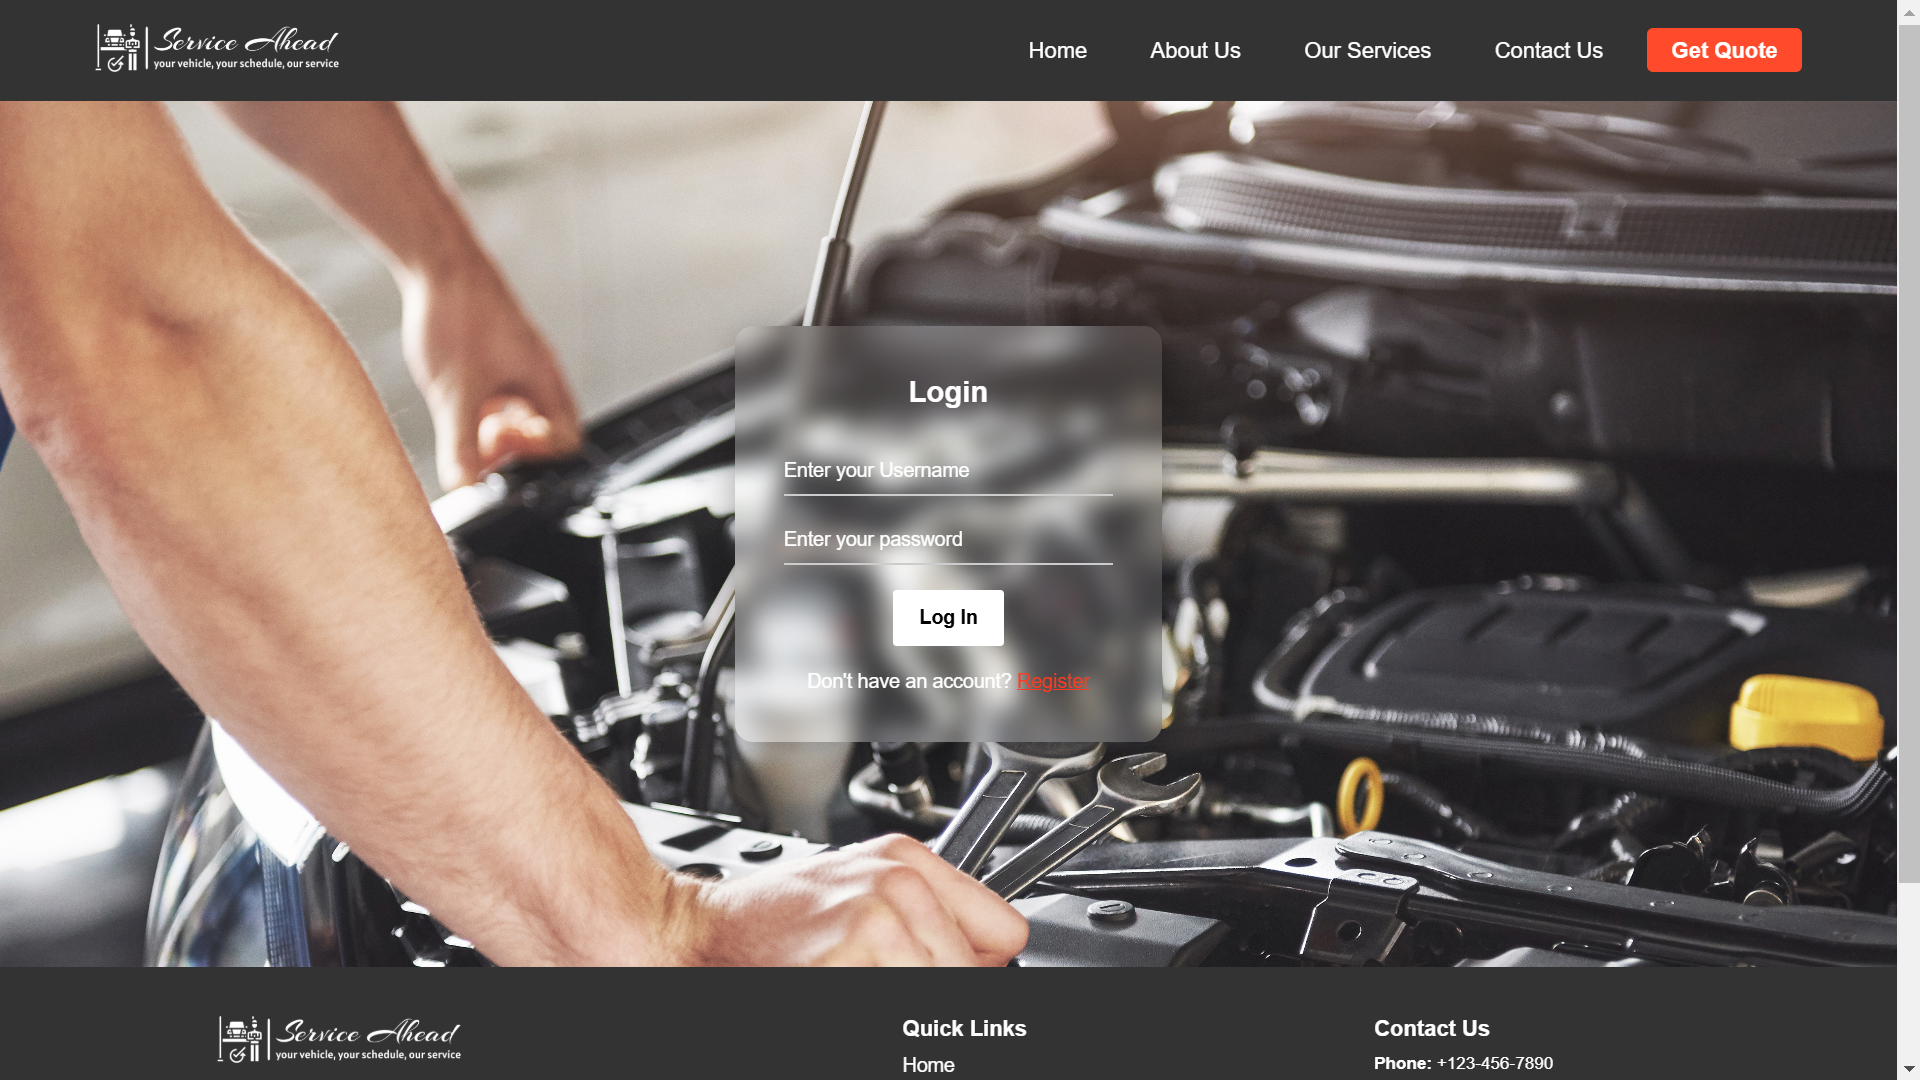 Service Ahead
your vehicle, your schedule, our service
Home
About Us
Our Services
Contact Us
Get Quote
Login
Enter your Username
Enter your password
Log In
Don't have an account? Register
Service Ahead
your vehicle, your schedule, our service
Quick Links
Home
Contact Us
Phone: +123-456-7890